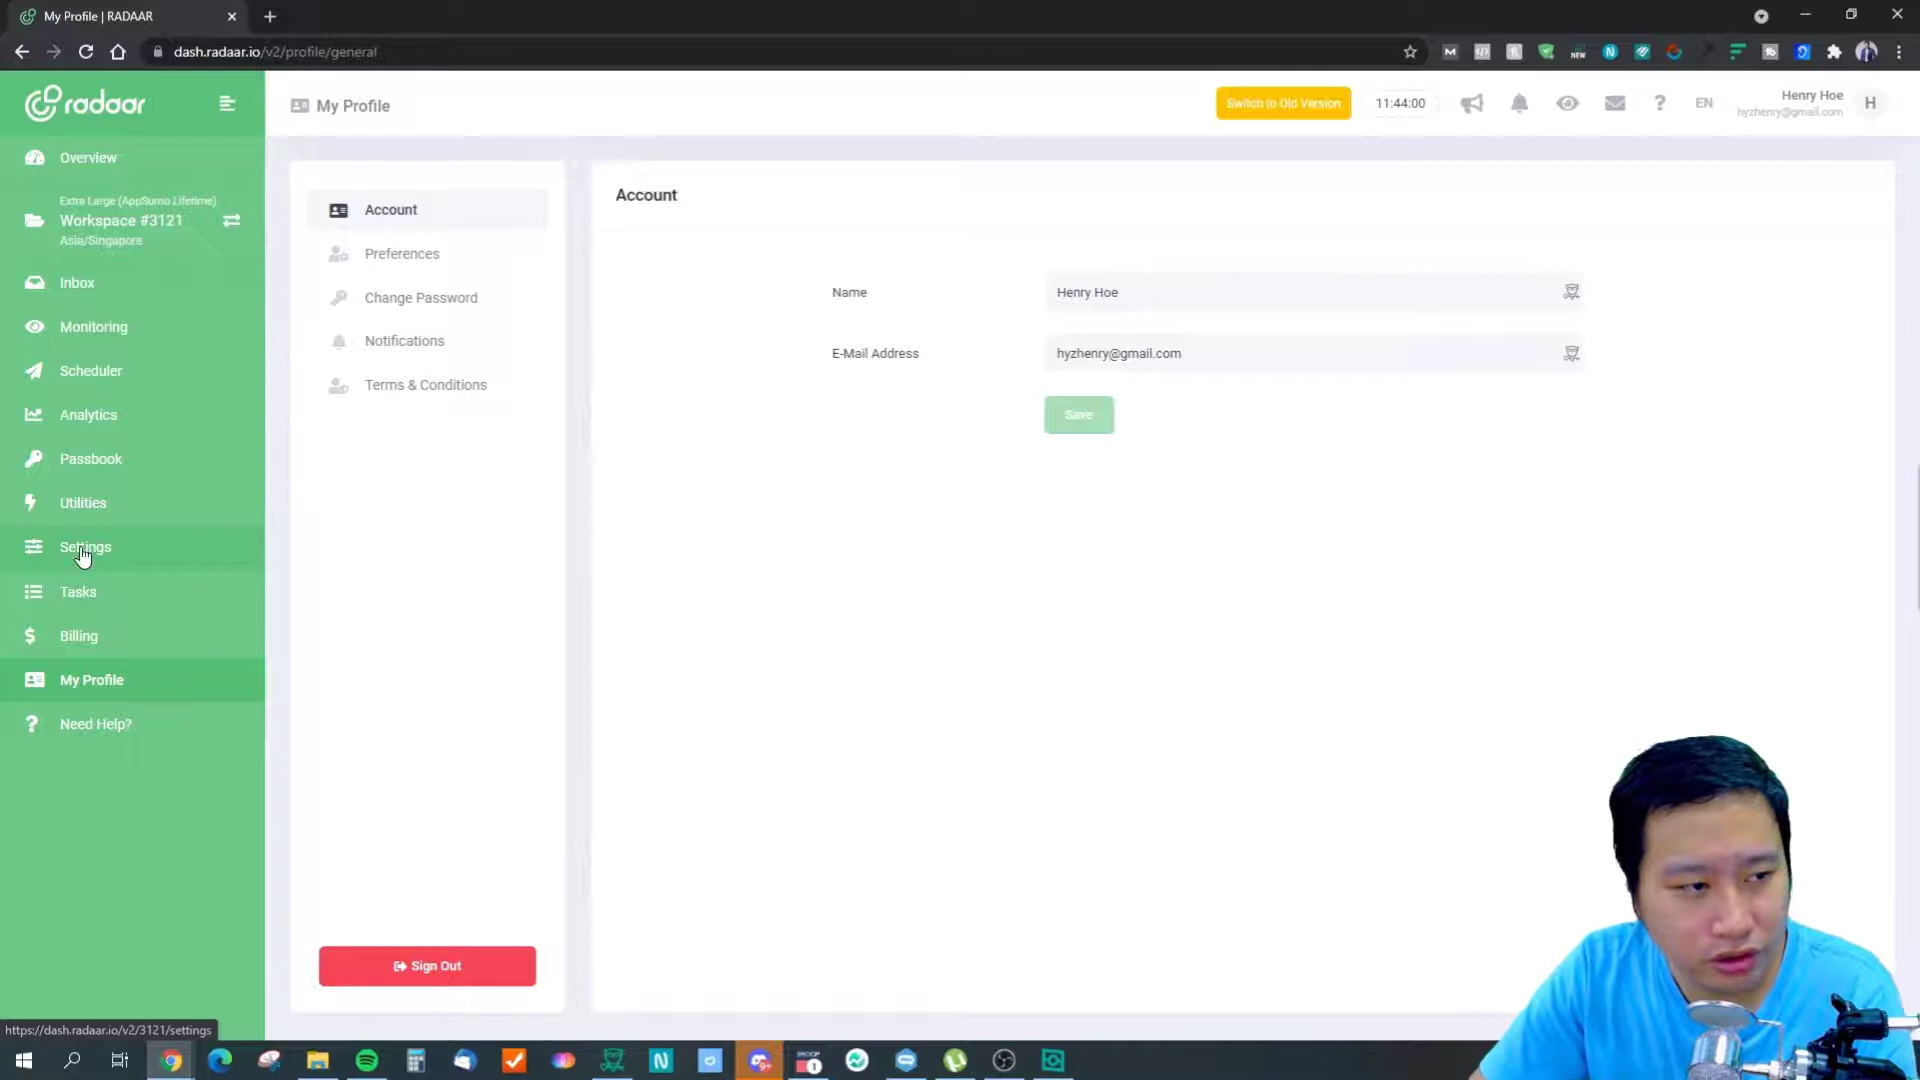 My Profile | RADAAR
dash.radaar.io/v2/profile/general
radaar
My Profile
Switch to Old Version
11:44:00
EN
Henry Hoe
hyzhenry@gmail.com
H
Overview
Extra Large (AppSumo Lifetime)
Workspace #3121
Asia/Singapore
Inbox
Monitoring
Scheduler
Analytics
Passbook
Utilities
Settings
Tasks
Billing
My Profile
Need Help?
Account
Preferences
Change Password
Notifications
Terms & Conditions
Sign Out
Account
Name
Henry Hoe
E-Mail Address
hyzhenry@gmail.com
Save
https://dash.radaar.io/v2/3121/settings